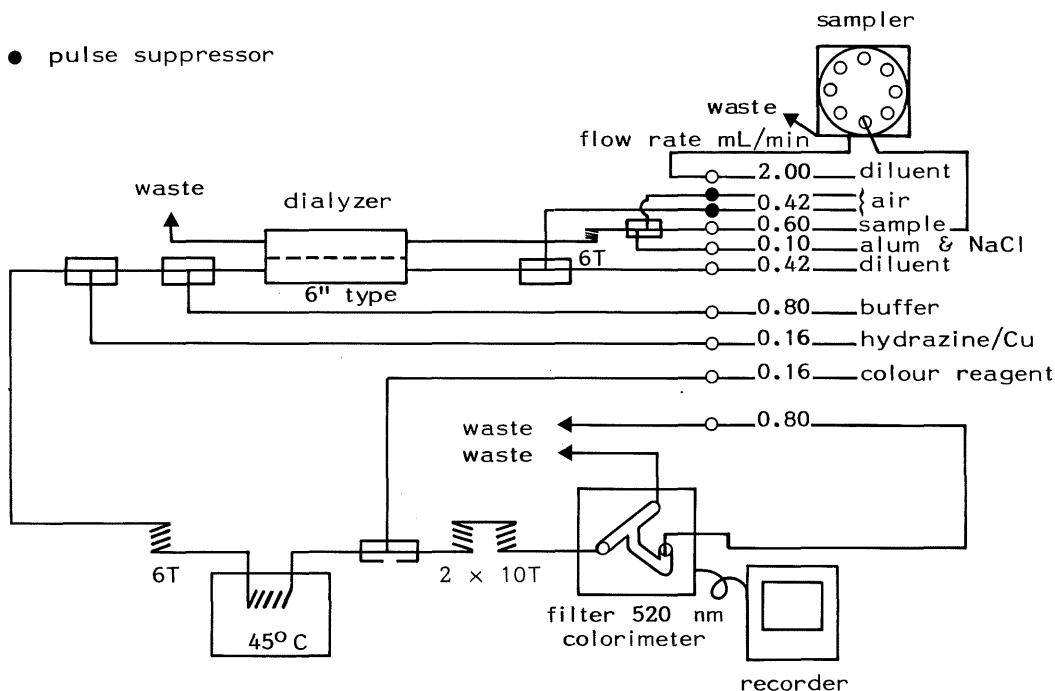 sampler
● pulse suppressor
waste
flow rate mL/min
2.00 diluent
0.42 air
0.60 sample
0.10 alum & NaCl
0.42 diluent
waste
dialyzer
6T
6" type
0.80 buffer
0.16 hydrazine/Cu
0.16 colour reagent
0.80
waste
waste
6T
2 × 10T
45° C
filter 520 nm
colorimeter
recorder